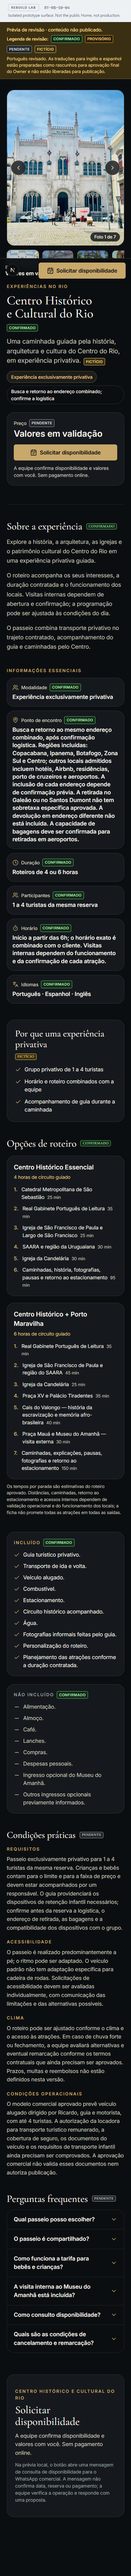 REBUILD LAB
Isolated prototype surface. Not the public Home, not production.
Prévia de revisão · conteúdo não publicado.
Legenda de revisão: CONFIRMADO PROVISÓRIO
PENDENTE FICTÍCIO
Português revisado. As traduções para inglês e espanhol
estão preparadas como rascunhos para aprovação final
do Owner e não estão liberadas para publicação.
Foto 1 de 7
N
Solicitar disponibilidade
EXPERIÊNCIAS NO RIO
Centro Histórico
e Cultural do Rio
CONFIRMADO
Uma caminhada guiada pela história,
arquitetura e cultura do Centro do Rio,
em experiência privativa. FICTÍCIO
Experiência exclusivamente privativa
Busca e retorno ao endereço combinado;
confirme a logística
Preço PENDENTE
Valores em validação
Solicitar disponibilidade
A equipe confirma disponibilidade e valores
com você. Sem pagamento online.
Sobre a experiência CONFIRMADO
Explore a história, a arquitetura, as igrejas e
o patrimônio cultural do Centro do Rio em
uma experiência privativa guiada.
O roteiro acompanha os seus interesses, a
duração contratada e o funcionamento dos
locais. Visitas internas dependem de
abertura e confirmação; a programação
pode ser ajustada às condições do dia.
O passeio combina transporte privativo no
trajeto contratado, acompanhamento do
guia e caminhadas pelo Centro.
INFORMAÇÕES ESSENCIAIS
Modalidade CONFIRMADO
Experiência exclusivamente privativa
Ponto de encontro CONFIRMADO
Busca e retorno ao mesmo endereço
combinado, após confirmação
logística. Regiões incluídas:
Copacabana, Ipanema, Botafogo, Zona
Sul e Centro; outros locais admitidos
incluem hotéis, Airbnb, residências,
porto de cruzeiros e aeroportos. A
inclusão de cada endereço depende
de confirmação prévia. A retirada no
Galeão ou no Santos Dumont não tem
sobretaxa específica aprovada. A
devolução em endereço diferente não
está incluída. A capacidade de
bagagens deve ser confirmada para
retiradas em aeroportos.
Duração CONFIRMADO
Roteiros de 4 ou 6 horas
Participantes CONFIRMADO
1 a 4 turistas da mesma reserva
Horário CONFIRMADO
Início a partir das 6h; o horário exato é
combinado com o cliente. Visitas
internas dependem do funcionamento
e da confirmação de cada atração.
Idiomas CONFIRMADO
Português · Espanhol · Inglês
Por que uma experiência
privativa
FICTÍCIO
Grupo privativo de 1 a 4 turistas
Horário e roteiro combinados com a
equipe
Acompanhamento de guia durante a
caminhada
Opções de roteiro CONFIRMADO
Centro Histórico Essencial
4 horas de circuito guiado
1. Catedral Metropolitana de São
Sebastião 25 min
2. Real Gabinete Português de Leitura 35
min
3. Igreja de São Francisco de Paula e
Largo de São Francisco 25 min
4. SAARA e região da Uruguaiana 30 min
5. Igreja da Candelária 30 min
6. Caminhadas, história, fotografias,
pausas e retorno ao estacionamento 95
min
Centro Histórico + Porto
Maravilha
6 horas de circuito guiado
1. Real Gabinete Português de Leitura 35
min
2. Igreja de São Francisco de Paula e
região do SAARA 45 min
3. Igreja da Candelária 25 min
4. Praça XV e Palácio Tiradentes 35 min
5. Cais do Valongo — história da
escravização e memória afro-
brasileira 40 min
6. Praça Mauá e Museu do Amanhã —
visita externa 30 min
7. Caminhadas, explicações, pausas,
fotografias e retorno ao
estacionamento 150 min
Os tempos por parada são estimativas do roteiro
aprovado. Distâncias, caminhadas, retorno ao
estacionamento e acessos internos dependem de
ajuste operacional e do funcionamento dos locais; a
ficha não promete todas as atrações em todas as saídas.
INCLUÍDO CONFIRMADO
Guia turístico privativo.
Transporte de ida e volta.
Veículo alugado.
Combustível.
Estacionamento.
Circuito histórico acompanhado.
Água.
Fotografias informais feitas pelo guia.
Personalização do roteiro.
Planejamento das atrações conforme
a duração contratada.
NÃO INCLUÍDO CONFIRMADO
Alimentação.
Almoço.
Café.
Lanches.
Compras.
Despesas pessoais.
Ingresso opcional do Museu do
Amanhã.
Outros ingressos opcionais
previamente informados.
Condições práticas PENDENTE
REQUISITOS
Passeio exclusivamente privativo para 1 a 4
turistas da mesma reserva. Crianças e bebês
contam para o limite e para a faixa de preço e
devem estar acompanhados por um
responsável. O guia providenciará os
dispositivos de retenção infantil necessários;
confirme antes da reserva a logística, o
endereço de retirada, as bagagens e a
compatibilidade dos dispositivos com o grupo.
ACESSIBILIDADE
O passeio é realizado predominantemente a
pé; o ritmo pode ser adaptado. O veículo
padrão não tem adaptação específica para
cadeira de rodas. Solicitações de
acessibilidade devem ser avaliadas
individualmente, com comunicação das
limitações e das alternativas possíveis.
CLIMA
O roteiro pode ser ajustado conforme o clima e
o acesso às atrações. Em caso de chuva forte
ou fechamento, a equipe avaliará alternativas e
eventual remarcação conforme os termos
contratuais que ainda precisam ser aprovados.
Prazos, multas e reembolsos não estão
definidos nesta versão.
CONDIÇÕES OPERACIONAIS
O modelo comercial aprovado prevê veículo
alugado dirigido por Ricardo, guia e motorista,
com até 4 turistas. A autorização da locadora
para transporte turístico remunerado, a
cobertura de seguro, os documentos do
veículo e os requisitos de transporte infantil
ainda precisam ser comprovados. A aprovação
comercial não valida esses documentos nem
autoriza publicação.
Perguntas frequentes PENDENTE
Qual passeio posso escolher?
O passeio é compartilhado?
Como funciona a tarifa para
bebês e crianças?
A visita interna ao Museu do
Amanhã está incluída?
Como consulto disponibilidade?
Quais são as condições de
cancelamento e remarcação?
CENTRO HISTÓRICO E CULTURAL DO
RIO
Solicitar
disponibilidade
A equipe confirma disponibilidade e
valores com você. Sem pagamento
online.
Na prévia local, o botão abre uma mensagem
de consulta de disponibilidade para o
WhatsApp comercial. A mensagem não
confirma data, reserva ou pagamento; a
equipe verifica a operação e responde com
uma proposta.